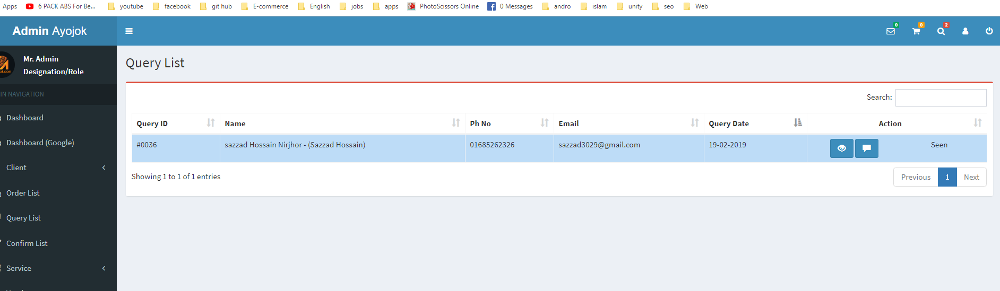 Apps 6 PACK ABS For Be... youtube facebook git hub E-commerce English jobs apps PhotoScissors Online 0 Messages andro islam unity seo Web
Admin Ayojok 0 0 2
Mr. Admin
Designation/Role
IN NAVIGATION
Dashboard
Dashboard (Google)
Client
Order List
Query List
Confirm List
Service
Query List
Search:
Query ID Name Ph No Email Query Date Action
#0036 sazzad Hossain Nirjhor - (Sazzad Hossain) 01685262326 sazzad3029@gmail.com 19-02-2019 Seen
Showing 1 to 1 of 1 entries Previous 1 Next